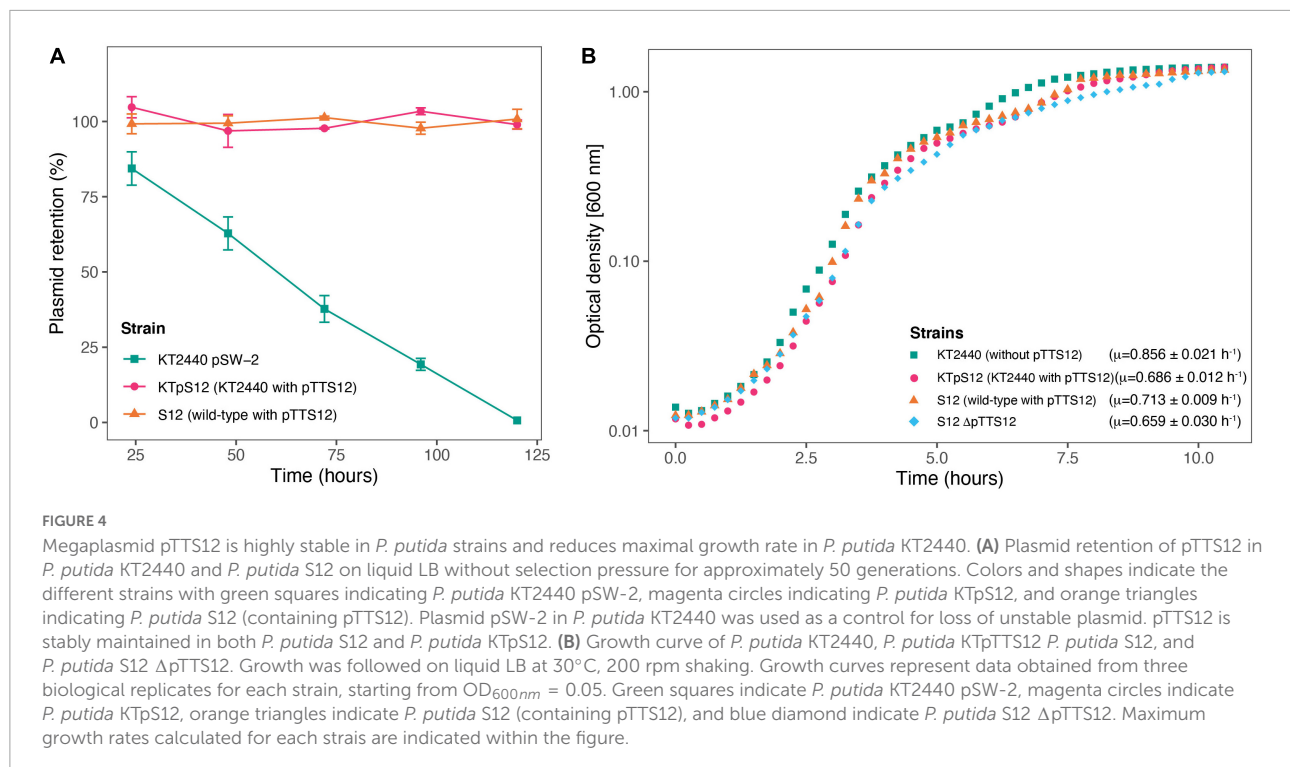 A
Plasmid retention (%)
100
75
50
25
0
Strain
KT2440 pSW−2
KTpS12 (KT2440 with pTTS12)
S12 (wild-type with pTTS12)
25
50
75
100
125
Time (hours)
B
Optical density [600 nm]
1.00
0.10
0.01
Strains
KT2440 (without pTTS12) (μ=0.856 ± 0.021 h⁻¹)
KTpS12 (KT2440 with pTTS12)(μ=0.686 ± 0.012 h⁻¹)
S12 (wild-type with pTTS12) (μ=0.713 ± 0.009 h⁻¹)
S12 ΔpTTS12 (μ=0.659 ± 0.030 h⁻¹)
0.0
2.5
5.0
7.5
10.0
Time (hours)
FIGURE 4
Megaplasmid pTTS12 is highly stable in P. putida strains and reduces maximal growth rate in P. putida KT2440. (A) Plasmid retention of pTTS12 in
P. putida KT2440 and P. putida S12 on liquid LB without selection pressure for approximately 50 generations. Colors and shapes indicate the
different strains with green squares indicating P. putida KT2440 pSW-2, magenta circles indicating P. putida KTpS12, and orange triangles
indicating P. putida S12 (containing pTTS12). Plasmid pSW-2 in P. putida KT2440 was used as a control for loss of unstable plasmid. pTTS12 is
stably maintained in both P. putida S12 and P. putida KTpS12. (B) Growth curve of P. putida KT2440, P. putida KTpTTS12 P. putida S12, and
P. putida S12 ΔpTTS12. Growth was followed on liquid LB at 30°C, 200 rpm shaking. Growth curves represent data obtained from three
biological replicates for each strain, starting from OD600nm = 0.05. Green squares indicate P. putida KT2440 pSW-2, magenta circles indicate
P. putida KTpS12, orange triangles indicate P. putida S12 (containing pTTS12), and blue diamond indicate P. putida S12 ΔpTTS12. Maximum
growth rates calculated for each strais are indicated within the figure.